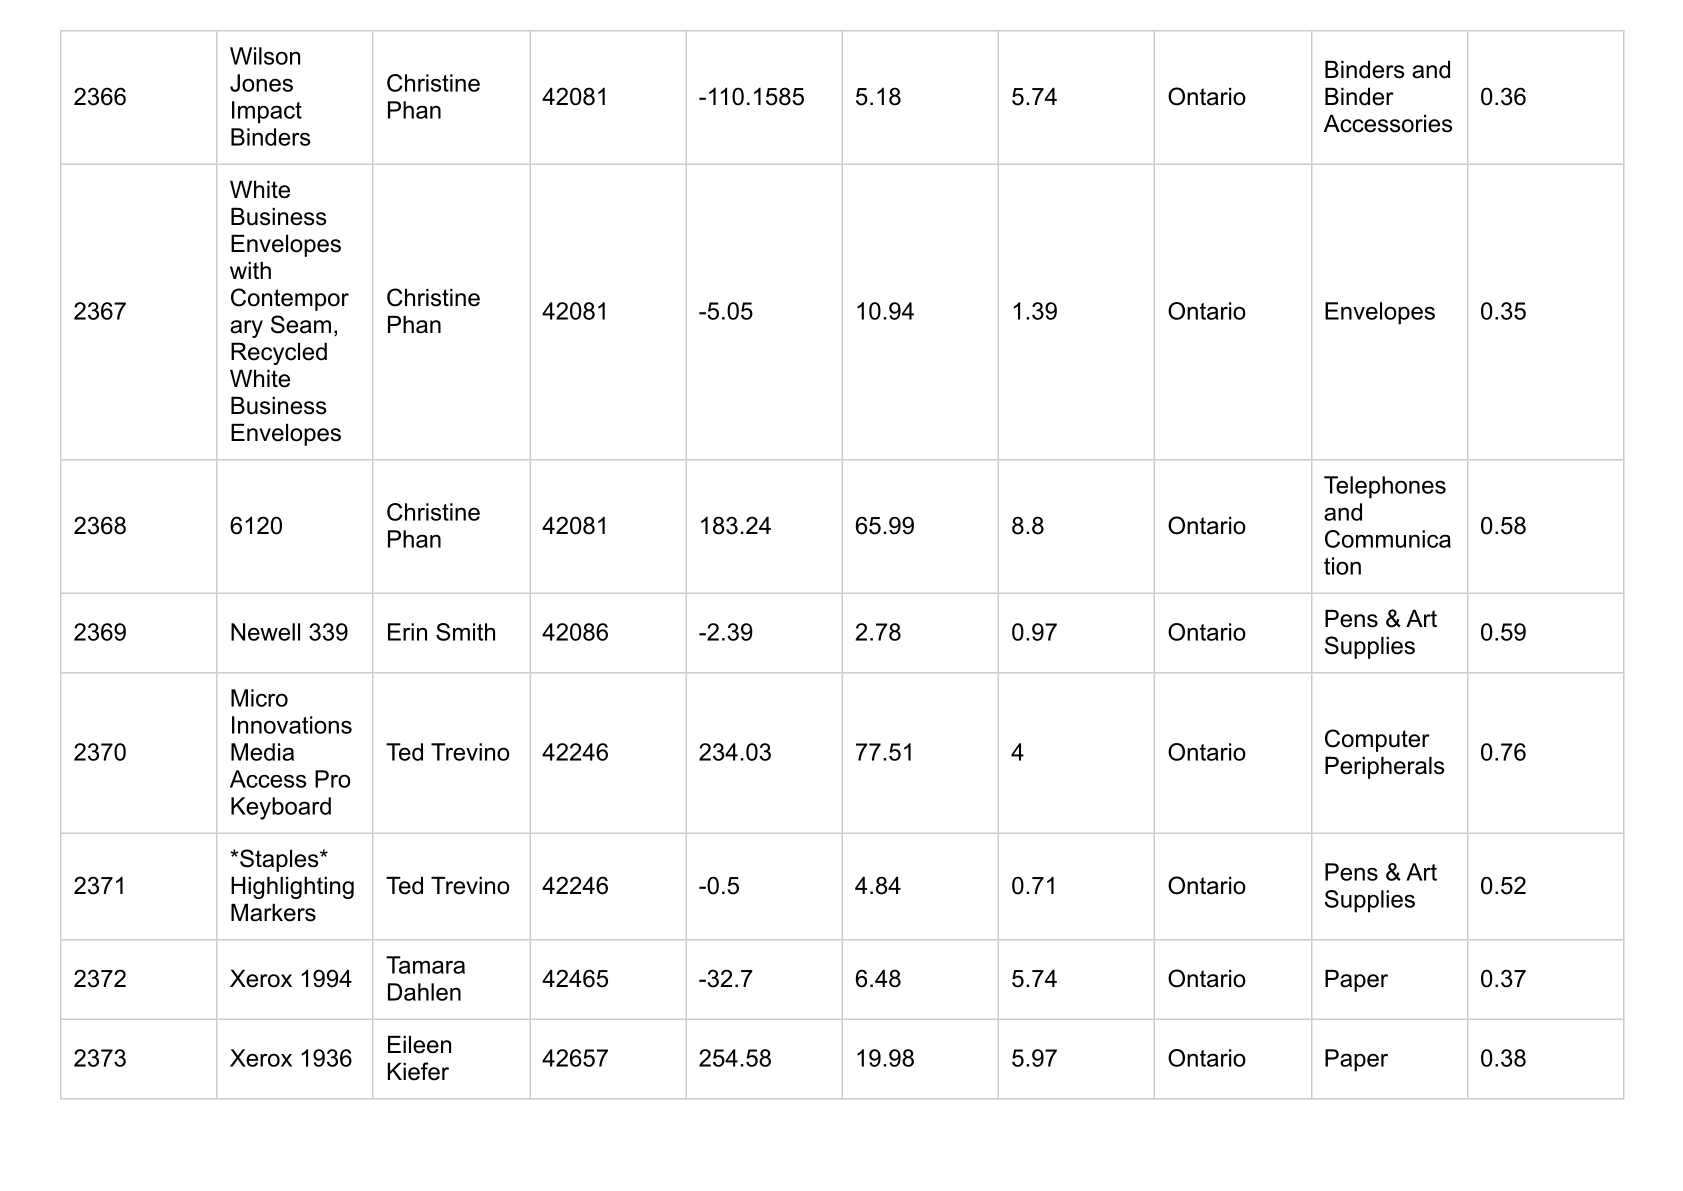 2366
Wilson
Jones
Impact
Binders
Christine
Phan
42081
-110.1585
5.18
5.74
Ontario
Binders and
Binder
Accessories
0.36
2367
White
Business
Envelopes
with
Contempor
ary Seam,
Recycled
White
Business
Envelopes
Christine
Phan
42081
-5.05
10.94
1.39
Ontario
Envelopes
0.35
2368
6120
Christine
Phan
42081
183.24
65.99
8.8
Ontario
Telephones
and
Communica
tion
0.58
2369
Newell 339
Erin Smith
42086
-2.39
2.78
0.97
Ontario
Pens & Art
Supplies
0.59
2370
Micro
Innovations
Media
Access Pro
Keyboard
Ted Trevino
42246
234.03
77.51
4
Ontario
Computer
Peripherals
0.76
2371
*Staples*
Highlighting
Markers
Ted Trevino
42246
-0.5
4.84
0.71
Ontario
Pens & Art
Supplies
0.52
2372
Xerox 1994
Tamara
Dahlen
42465
-32.7
6.48
5.74
Ontario
Paper
0.37
2373
Xerox 1936
Eileen
Kiefer
42657
254.58
19.98
5.97
Ontario
Paper
0.38